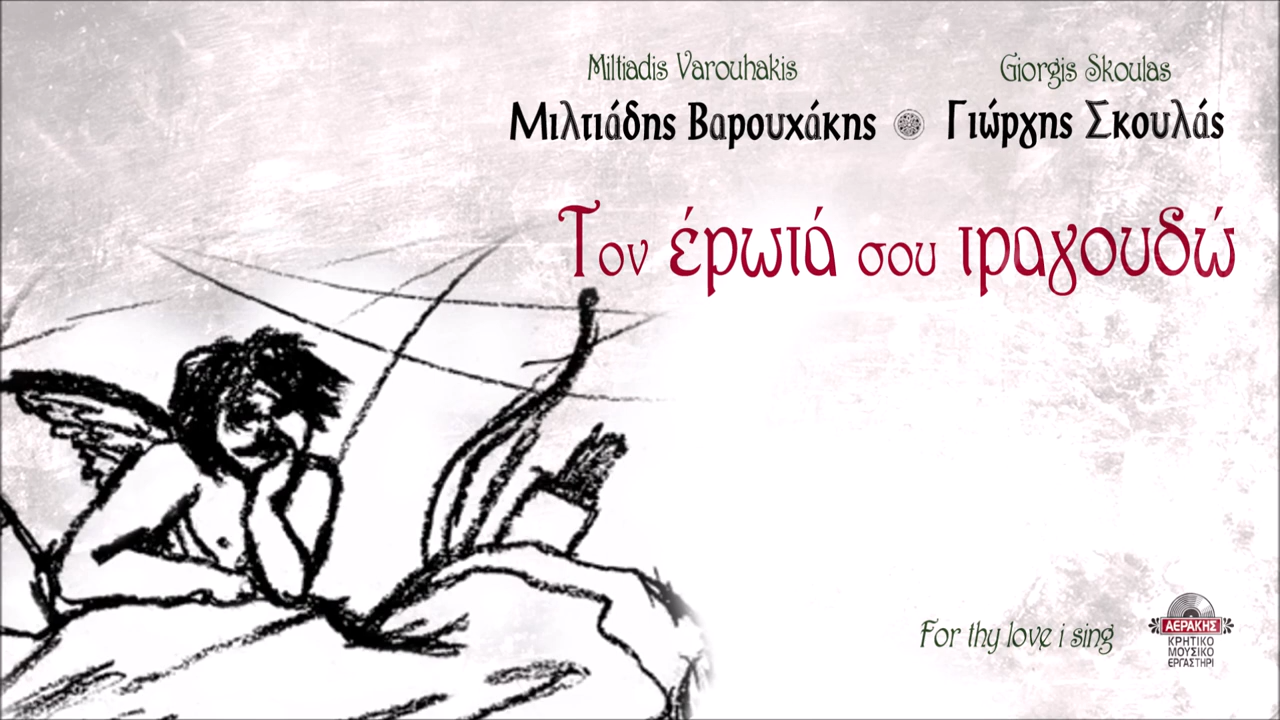 Miltiadis Varouhakis Giorgis Skoulas
Μιλτιάδης Βαρουχάκης Γιώργης Σκουλάς
Τον έρωτά σου τραγουδώ
For thy love i sing
ΑΕΡΑΚΗΣ
ΚΡΗΤΙΚΟ
ΜΟΥΣΙΚΟ
ΕΡΓΑΣΤΗΡΙ